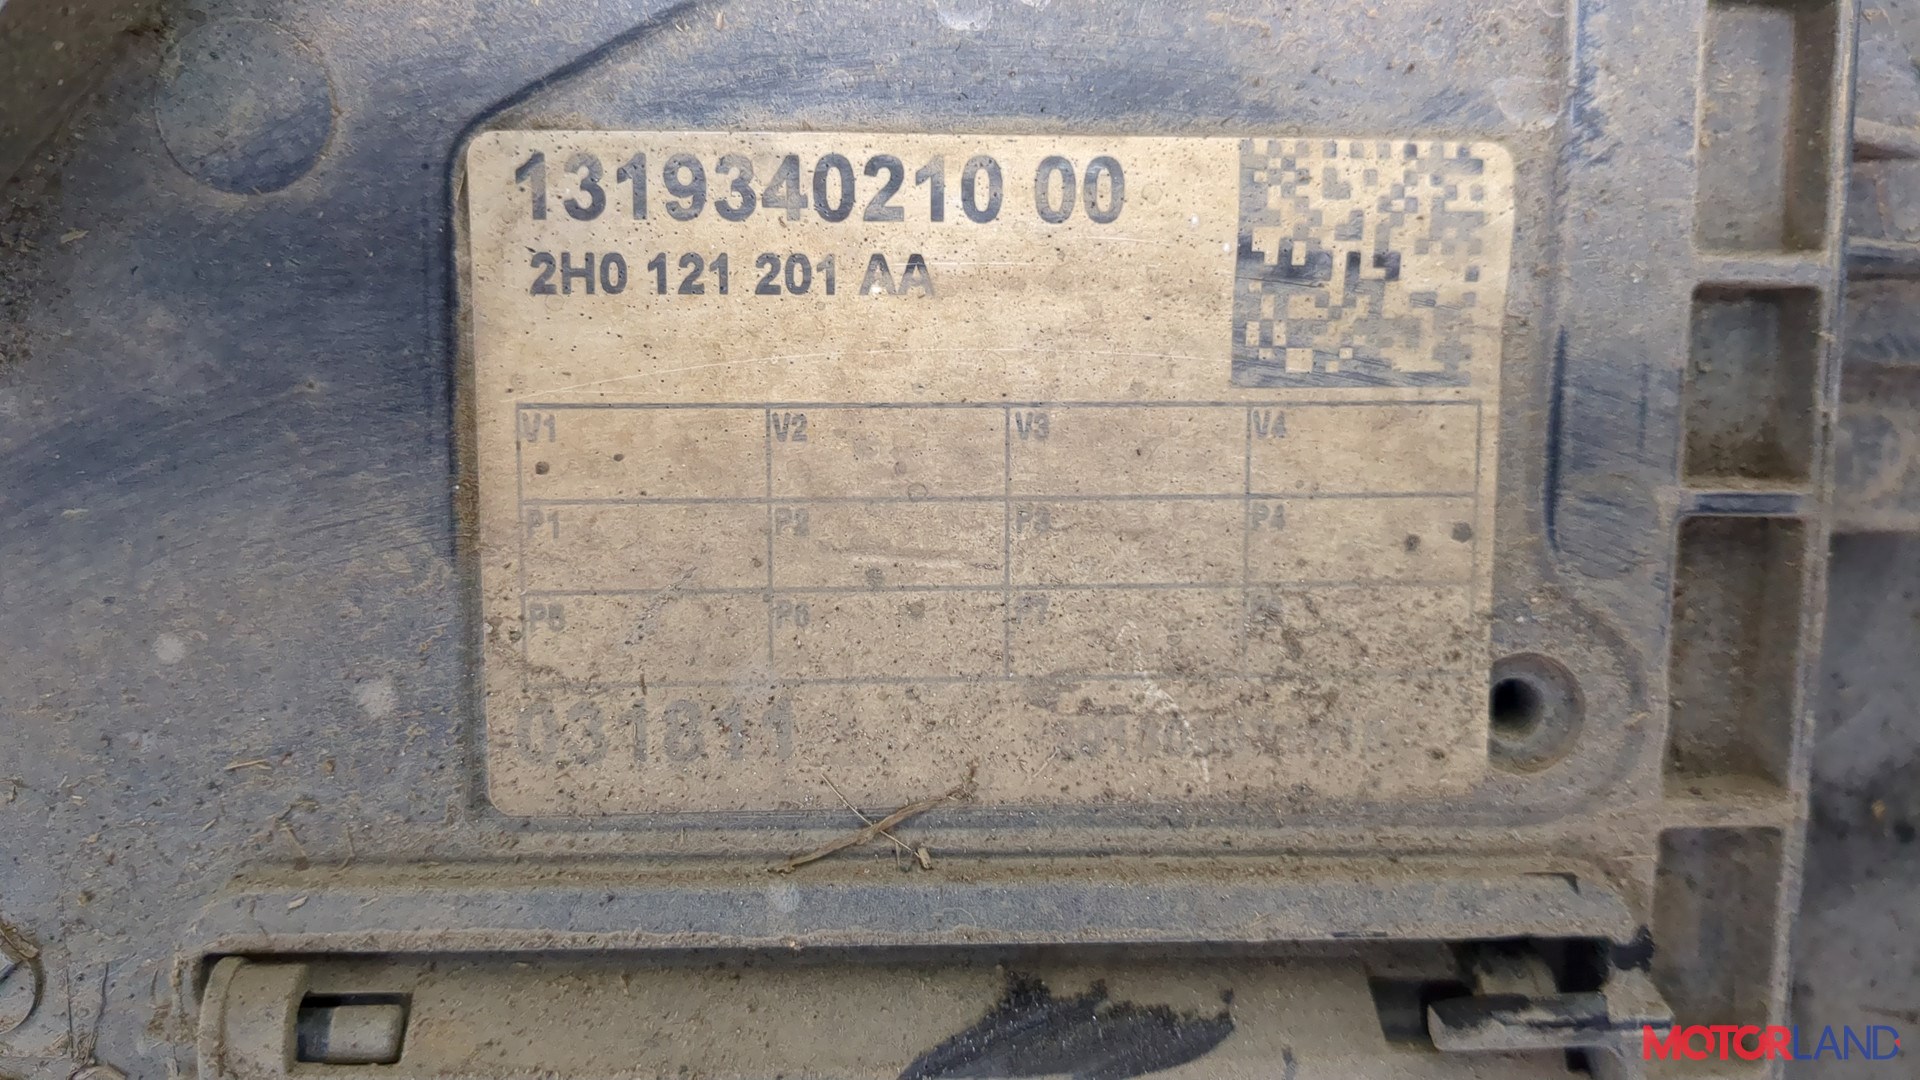 1319340210 00
2H0 121 201 AA
V1 V2 V3 V4
P1 P2 P3 P4
P5 P6 P7
031811
MOTORLAND